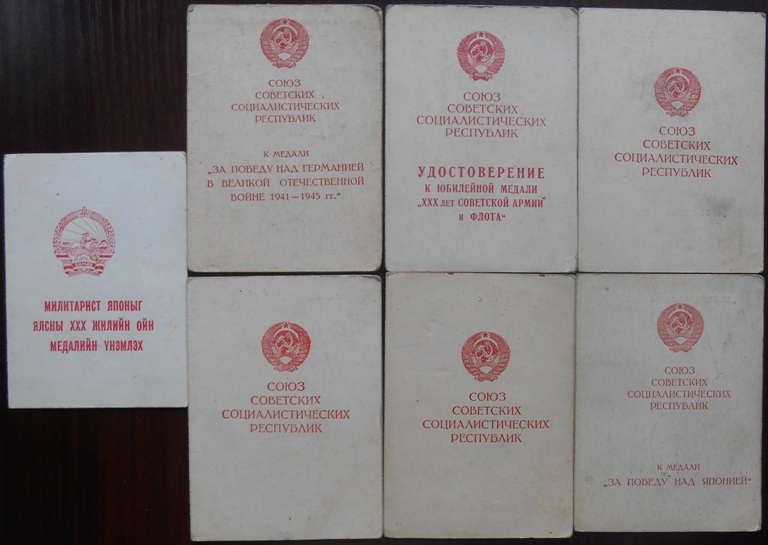 МИЛИТАРИСТ ЯПОНЫГ
ЯЛСНЫ XXX ЖИЛИЙН ОЙН
МЕДАЛИЙН ҮНЭМЛЭХ
СОЮЗ
СОВЕТСКИХ
СОЦИАЛИСТИЧЕСКИХ
РЕСПУБЛИК
К МЕДАЛИ
„ЗА ПОБЕДУ НАД ГЕРМАНИЕЙ
В ВЕЛИКОЙ ОТЕЧЕСТВЕННОЙ
ВОЙНЕ 1941—1945 гг.“
СОЮЗ
СОВЕТСКИХ
СОЦИАЛИСТИЧЕСКИХ
РЕСПУБЛИК
УДОСТОВЕРЕНИЕ
К ЮБИЛЕЙНОЙ МЕДАЛИ
„XXX лет СОВЕТСКОЙ АРМИИ
И ФЛОТА“
СОЮЗ
СОВЕТСКИХ
СОЦИАЛИСТИЧЕСКИХ
РЕСПУБЛИК
СОЮЗ
СОВЕТСКИХ
СОЦИАЛИСТИЧЕСКИХ
РЕСПУБЛИК
СОЮЗ
СОВЕТСКИХ
СОЦИАЛИСТИЧЕСКИХ
РЕСПУБЛИК
СОЮЗ
СОВЕТСКИХ
СОЦИАЛИСТИЧЕСКИХ
РЕСПУБЛИК
К МЕДАЛИ
„ЗА ПОБЕДУ НАД ЯПОНИЕЙ“